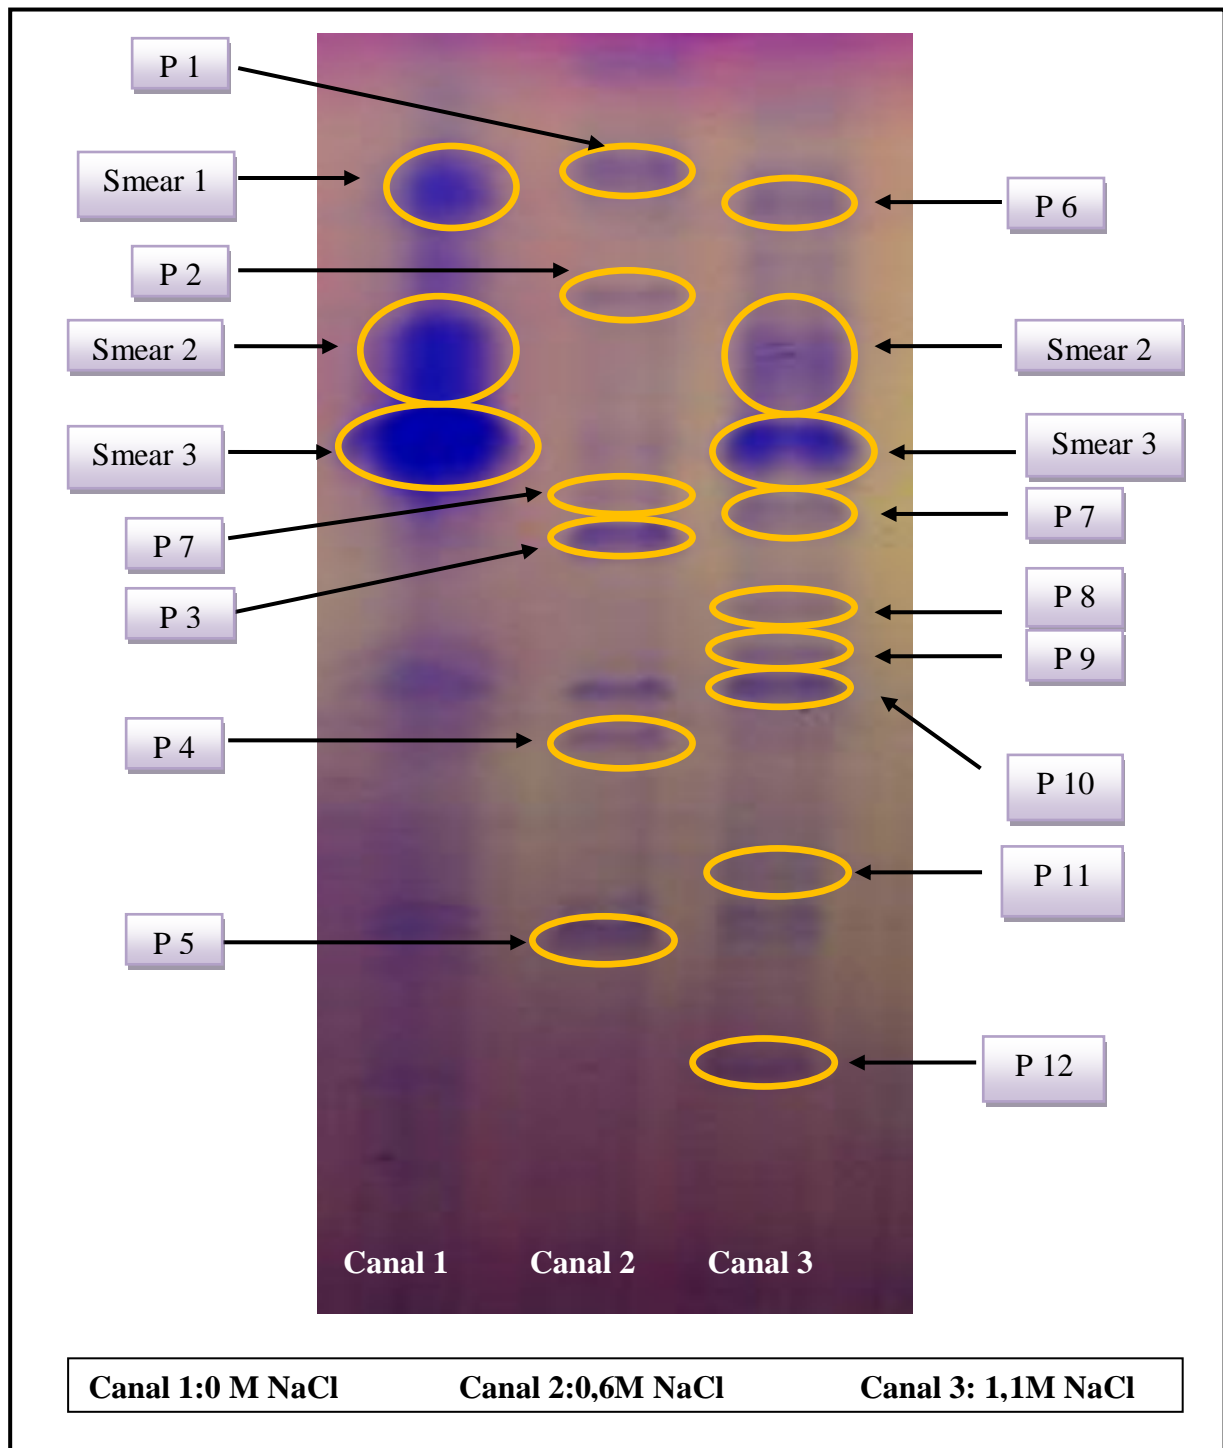 P 1
Smear 1
P 2
Smear 2
Smear 3
P 7
P 3
P 4
P 5
P 6
Smear 2
Smear 3
P 7
P 8
P 9
P 10
P 11
P 12
Canal 1 Canal 2 Canal 3
Canal 1:0 M NaCl Canal 2:0,6M NaCl Canal 3: 1,1M NaCl